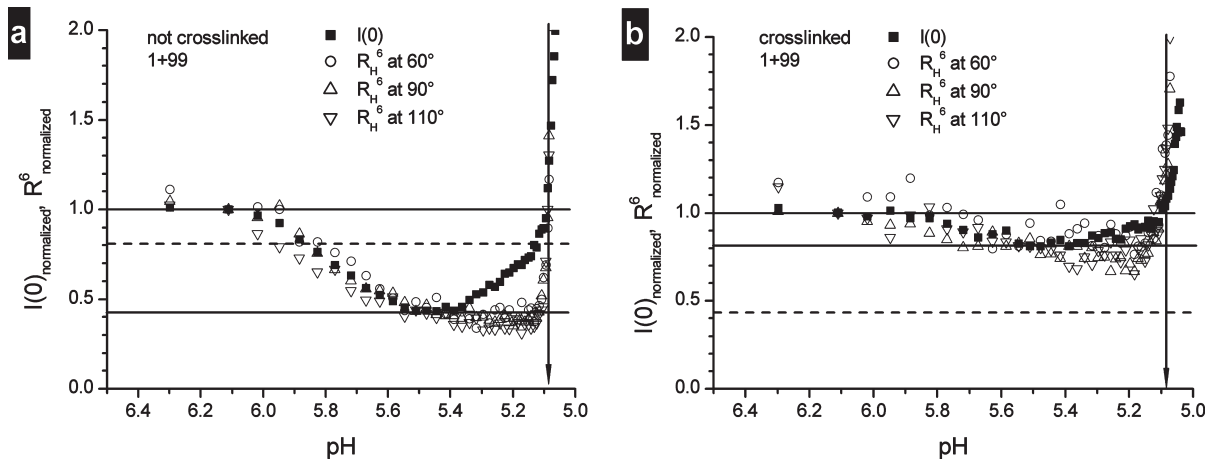 a
not crosslinked
1+99
I(0)
R_H^6 at 60°
R_H^6 at 90°
R_H^6 at 110°
I(0)normalized, R^6normalized
2.0
1.5
1.0
0.5
0.0
6.4 6.2 6.0 5.8 5.6 5.4 5.2 5.0
pH
b
crosslinked
1+99
I(0)
R_H^6 at 60°
R_H^6 at 90°
R_H^6 at 110°
I(0)normalized, R^6normalized
2.0
1.5
1.0
0.5
0.0
6.4 6.2 6.0 5.8 5.6 5.4 5.2 5.0
pH